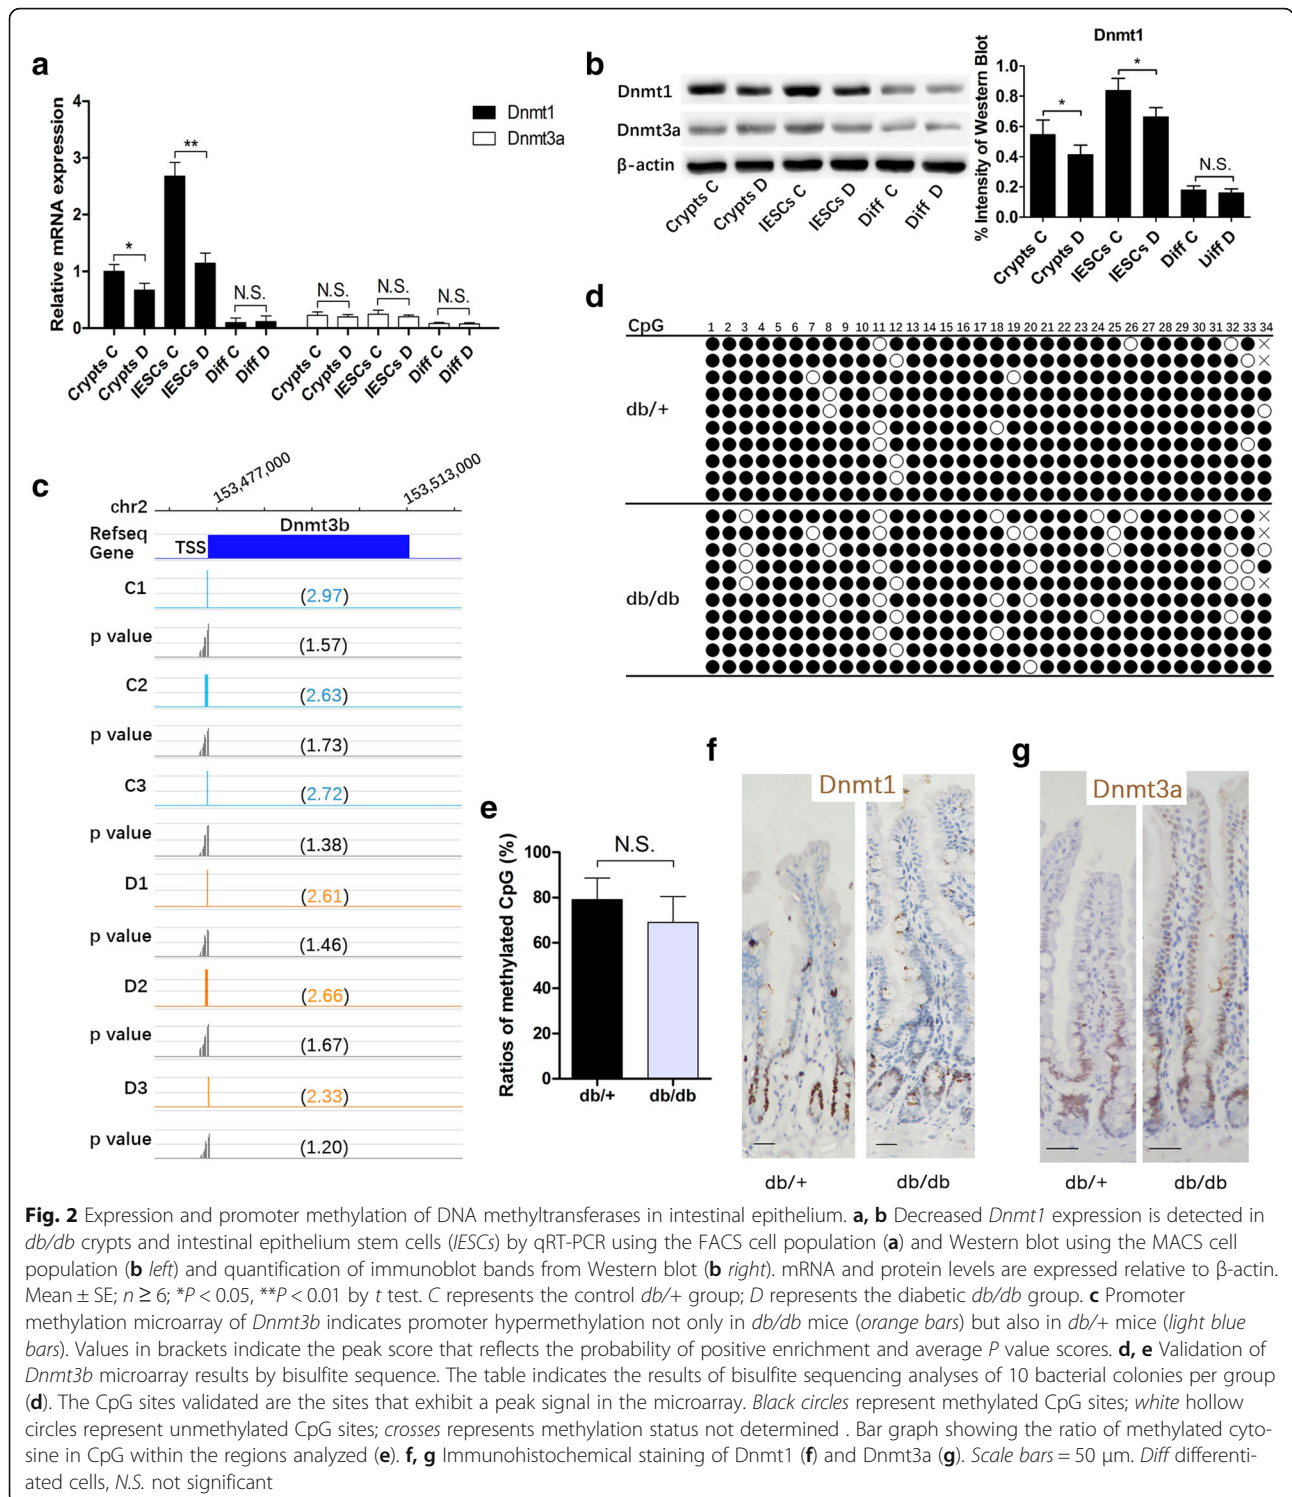 a
4
3
2
1
0
Relative mRNA expression
Dnmt1
Dnmt3a
*
**
N.S.
N.S.
N.S.
N.S.
Crypts C
Crypts D
IESCs C
IESCs D
Diff C
Diff D
Crypts C
Crypts D
IESCs C
IESCs D
Diff C
Diff D
b
Dnmt1
Dnmt3a
β-actin
Crypts C
Crypts D
IESCs C
IESCs D
Diff C
Diff D
Dnmt1
% Intensity of Western Blot
1.0
0.8
0.6
0.4
0.2
0.0
*
*
N.S.
Crypts C
Crypts D
IESCs C
IESCs D
Diff C
Diff D
c
153,477,000
153,513,000
chr2
Dnmt3b
Refseq
Gene
TSS
C1
(2.97)
p value
(1.57)
C2
(2.63)
p value
(1.73)
C3
(2.72)
p value
(1.38)
D1
(2.61)
p value
(1.46)
D2
(2.66)
p value
(1.67)
D3
(2.33)
p value
(1.20)
d
CpG 1 2 3 4 5 6 7 8 9 10 11 12 13 14 15 16 17 18 19 20 21 22 23 24 25 26 27 28 29 30 31 32 33 34
db/+
db/db
e
Ratios of methylated CpG (%)
100
80
60
40
20
0
N.S.
db/+
db/db
f
Dnmt1
db/+
db/db
g
Dnmt3a
db/+
db/db
Fig. 2 Expression and promoter methylation of DNA methyltransferases in intestinal epithelium. a, b Decreased Dnmt1 expression is detected in
db/db crypts and intestinal epithelium stem cells (IESCs) by qRT-PCR using the FACS cell population (a) and Western blot using the MACS cell
population (b left) and quantification of immunoblot bands from Western blot (b right). mRNA and protein levels are expressed relative to β-actin.
Mean ± SE; n ≥ 6; *P < 0.05, **P < 0.01 by t test. C represents the control db/+ group; D represents the diabetic db/db group. c Promoter
methylation microarray of Dnmt3b indicates promoter hypermethylation not only in db/db mice (orange bars) but also in db/+ mice (light blue
bars). Values in brackets indicate the peak score that reflects the probability of positive enrichment and average P value scores. d, e Validation of
Dnmt3b microarray results by bisulfite sequence. The table indicates the results of bisulfite sequencing analyses of 10 bacterial colonies per group
(d). The CpG sites validated are the sites that exhibit a peak signal in the microarray. Black circles represent methylated CpG sites; white hollow
circles represent unmethylated CpG sites; crosses represents methylation status not determined . Bar graph showing the ratio of methylated cyto-
sine in CpG within the regions analyzed (e). f, g Immunohistochemical staining of Dnmt1 (f) and Dnmt3a (g). Scale bars = 50 μm. Diff differenti-
ated cells, N.S. not significant